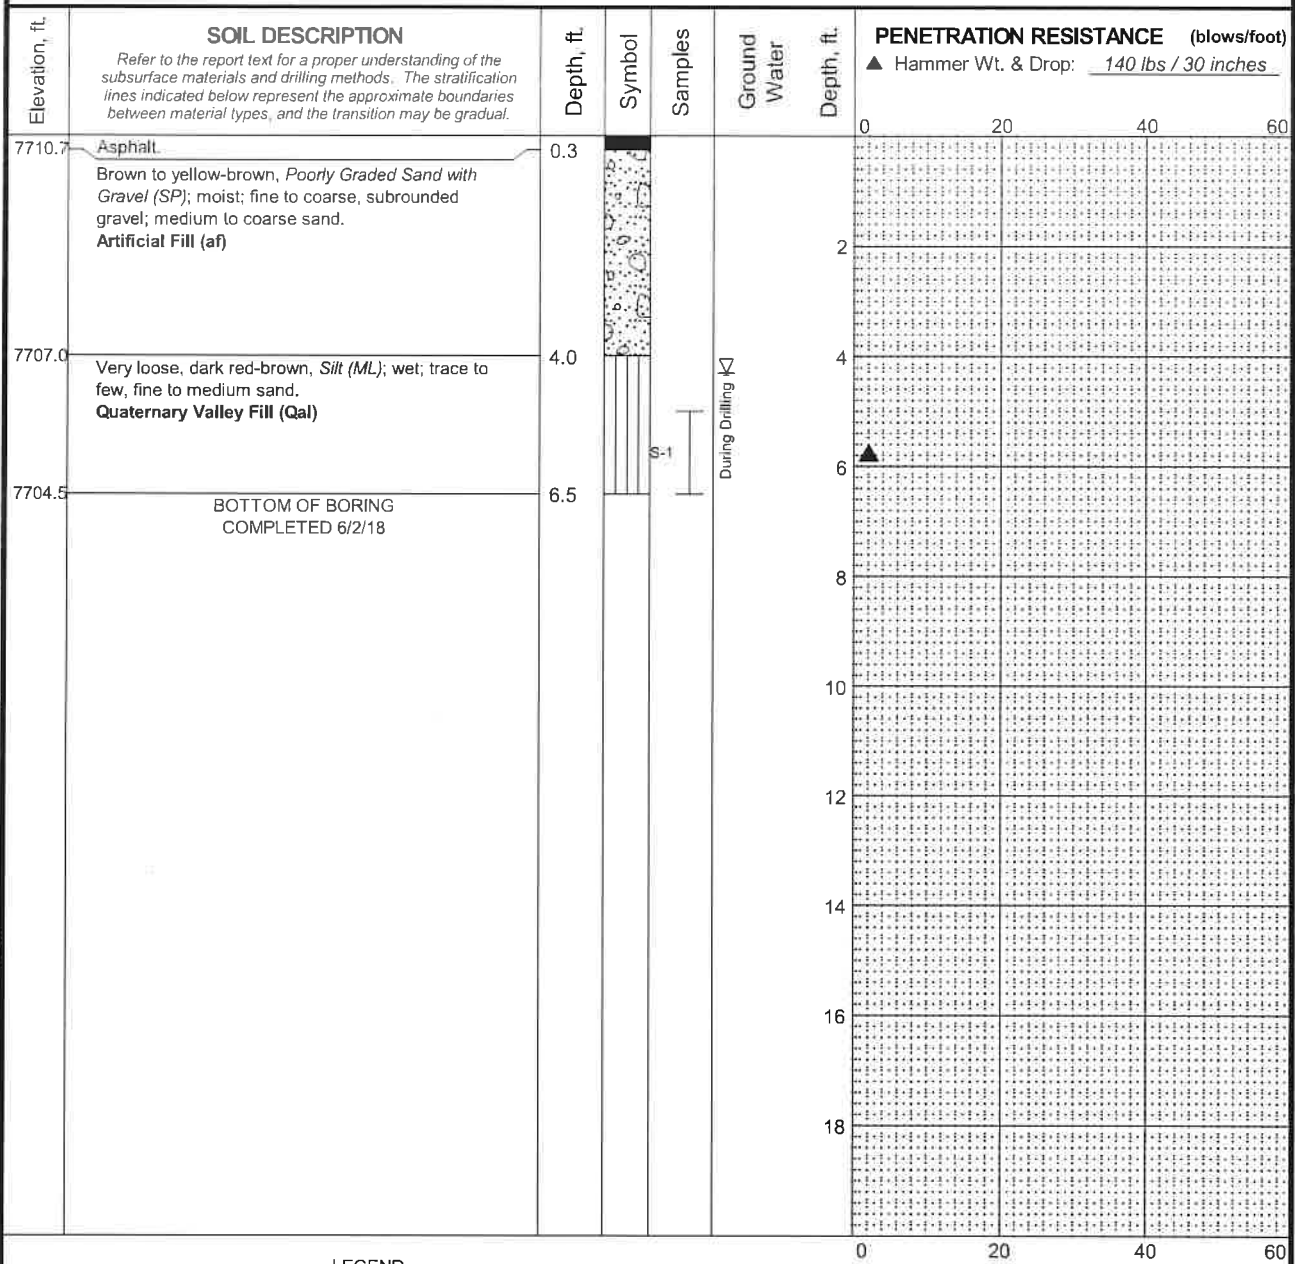 Elevation, ft.
SOIL DESCRIPTION
Refer to the report text for a proper understanding of the
subsurface materials and drilling methods. The stratification
lines indicated below represent the approximate boundaries
between material types, and the transition may be gradual.
Depth, ft.
Symbol
Samples
Ground
Water
Depth, ft.
PENETRATION RESISTANCE (blows/foot)
▲ Hammer Wt. & Drop: 140 lbs / 30 inches
0 20 40 60
7710.7 Asphalt. 0.3
Brown to yellow-brown, Poorly Graded Sand with
Gravel (SP); moist; fine to coarse, subrounded
gravel; medium to coarse sand.
Artificial Fill (af)
2
7707.0 4.0 4
Very loose, dark red-brown, Silt (ML); wet; trace to
few, fine to medium sand.
Quaternary Valley Fill (Qal)
S-1
During Drilling
6
7704.5 6.5
BOTTOM OF BORING
COMPLETED 6/2/18
8
10
12
14
16
18
0 20 40 60
LEGEND